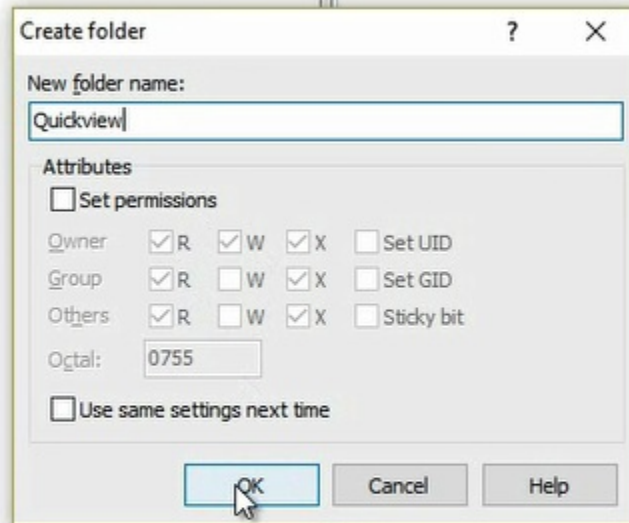 Create folder ?
New folder name:
Quickview
Attributes
Set permissions
Owner R W X Set UID
Group R W X Set GID
Others R W X Sticky bit
Octal: 0755
Use same settings next time
OK Cancel Help